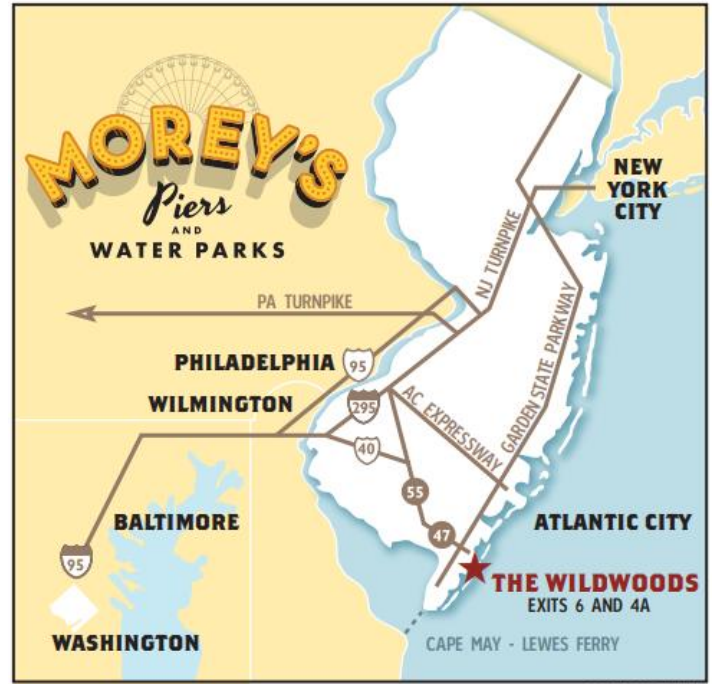 MOREY'S
Piers
AND
WATER PARKS
NEW
YORK
CITY
NJ TURNPIKE
PA TURNPIKE
GARDEN STATE PARKWAY
PHILADELPHIA
95
WILMINGTON
295
AC EXPRESSWAY
40
55
BALTIMORE
47
ATLANTIC CITY
95
THE WILDWOODS
EXITS 6 AND 4A
WASHINGTON
CAPE MAY - LEWES FERRY